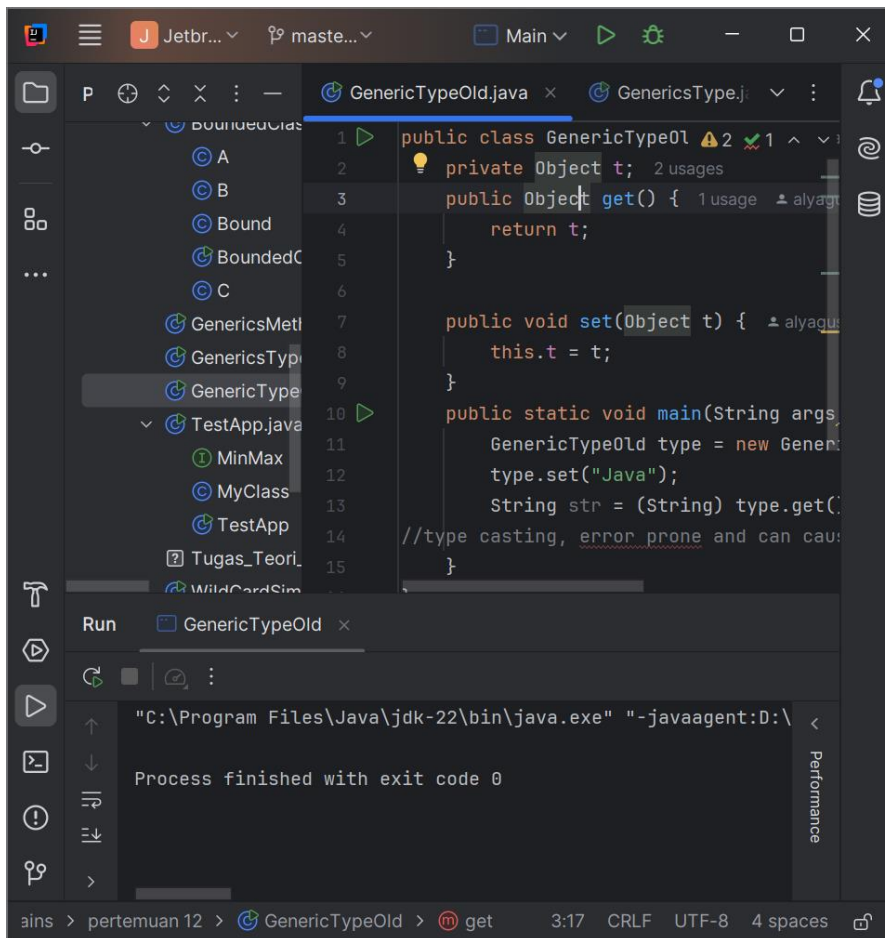 J Jetbr... maste... Main
P GenericTypeOld.java GenericsType.j
BoundedClas
A
B
Bound
BoundedC
C
GenericsMeth
GenericsType
GenericType
TestApp.java
MinMax
MyClass
TestApp
Tugas_Teori_
WildCardSim
1 public class GenericTypeOl 2 1
2 private Object t; 2 usages
3 public Object get() { 1 usage alyagu
4 return t;
5 }
6
7 public void set(Object t) { alyagus
8 this.t = t;
9 }
10 public static void main(String args
11 GenericTypeOld type = new Gener
12 type.set("Java");
13 String str = (String) type.get(
14 //type casting, error prone and can cau
15 }
Run GenericTypeOld
"C:\Program Files\Java\jdk-22\bin\java.exe" "-javaagent:D:\
Process finished with exit code 0
Performance
ains > pertemuan 12 > GenericTypeOld > m get 3:17 CRLF UTF-8 4 spaces